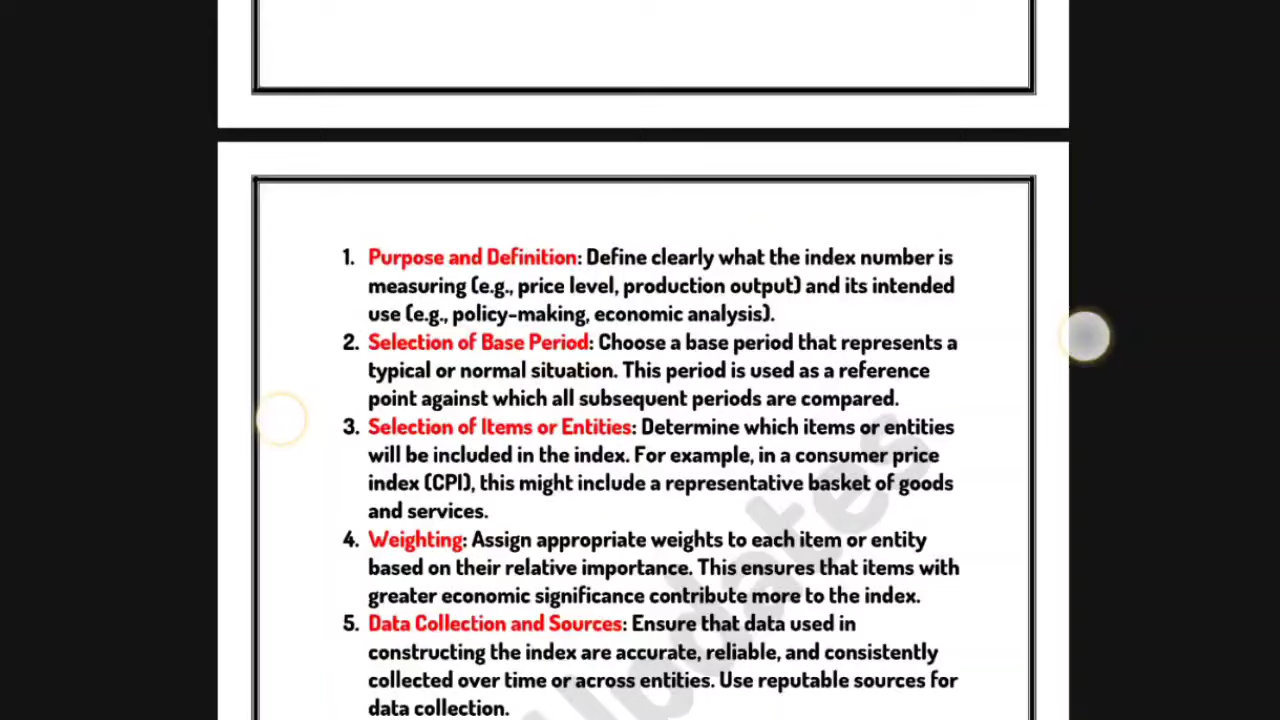 1. Purpose and Definition: Define clearly what the index number is
measuring (e.g., price level, production output) and its intended
use (e.g., policy-making, economic analysis).
2. Selection of Base Period: Choose a base period that represents a
typical or normal situation. This period is used as a reference
point against which all subsequent periods are compared.
3. Selection of Items or Entities: Determine which items or entities
will be included in the index. For example, in a consumer price
index (CPI), this might include a representative basket of goods
and services.
4. Weighting: Assign appropriate weights to each item or entity
based on their relative importance. This ensures that items with
greater economic significance contribute more to the index.
5. Data Collection and Sources: Ensure that data used in
constructing the index are accurate, reliable, and consistently
collected over time or across entities. Use reputable sources for
data collection.
Updates